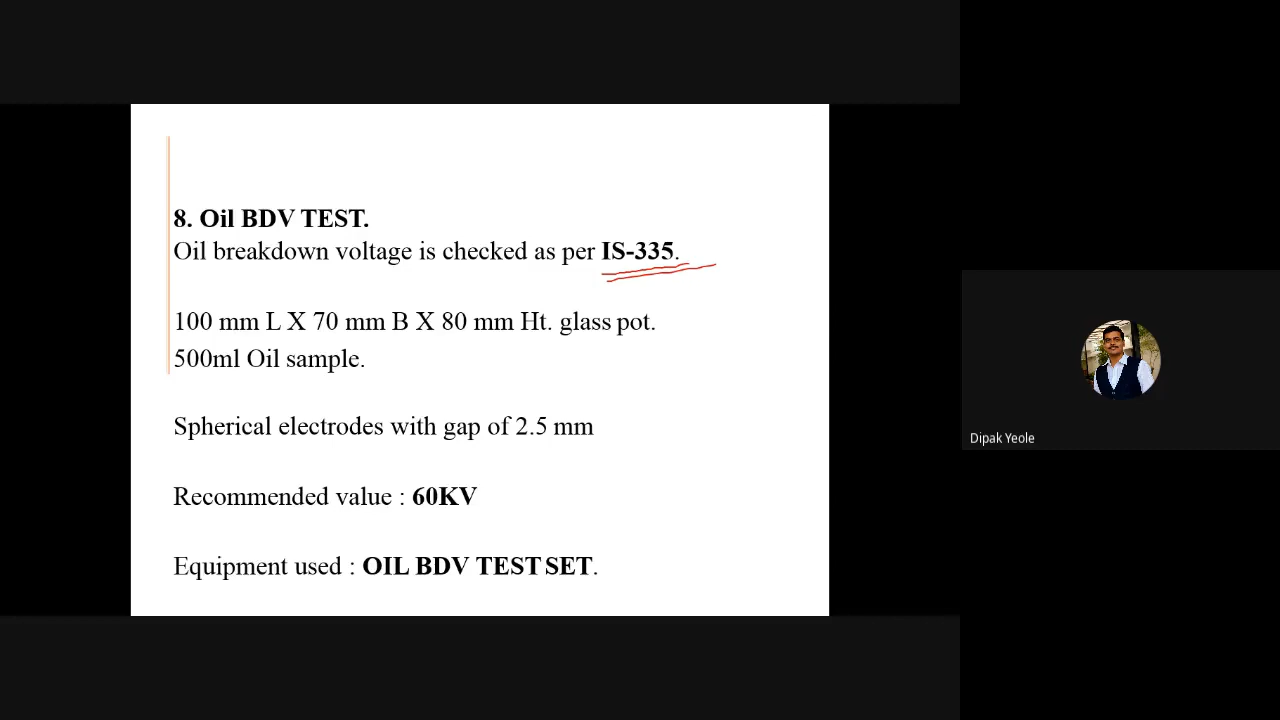 8. Oil BDV TEST.
Oil breakdown voltage is checked as per IS-335.
100 mm L X 70 mm B X 80 mm Ht. glass pot.
500ml Oil sample.
Spherical electrodes with gap of 2.5 mm
Recommended value : 60KV
Equipment used : OIL BDV TEST SET.
Dipak Yeole